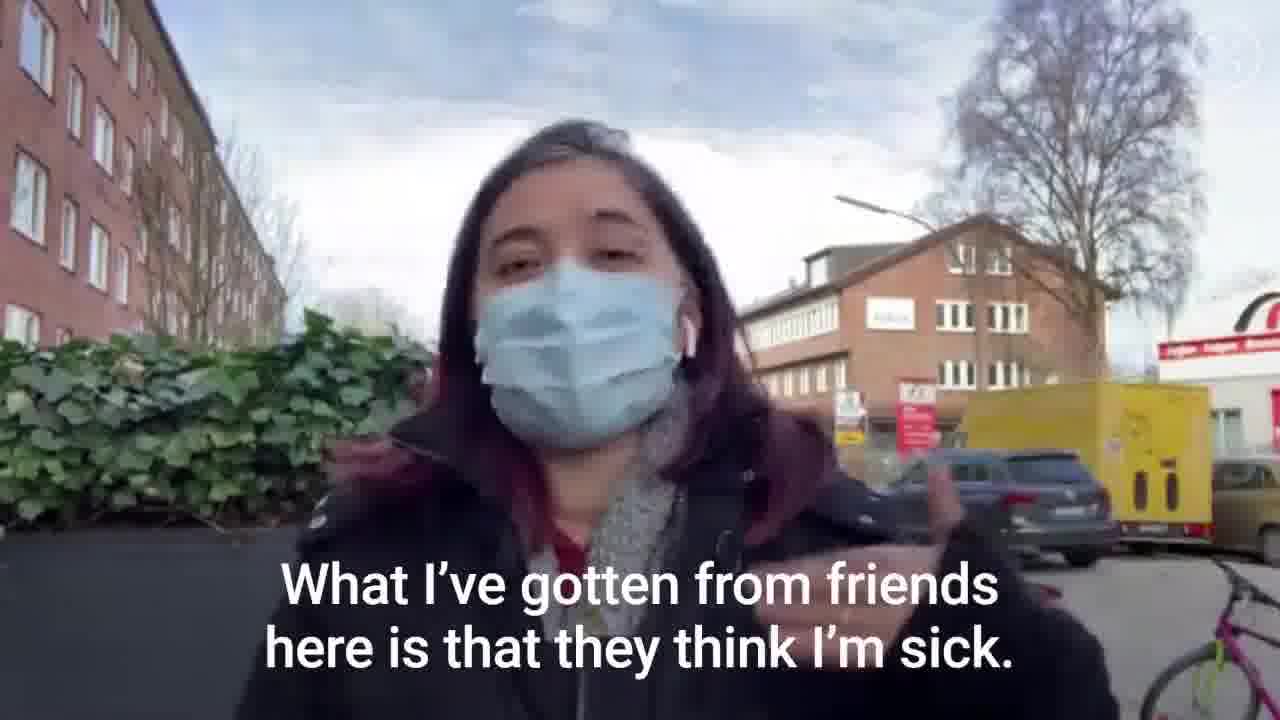 What I’ve gotten from friends
here is that they think I’m sick.